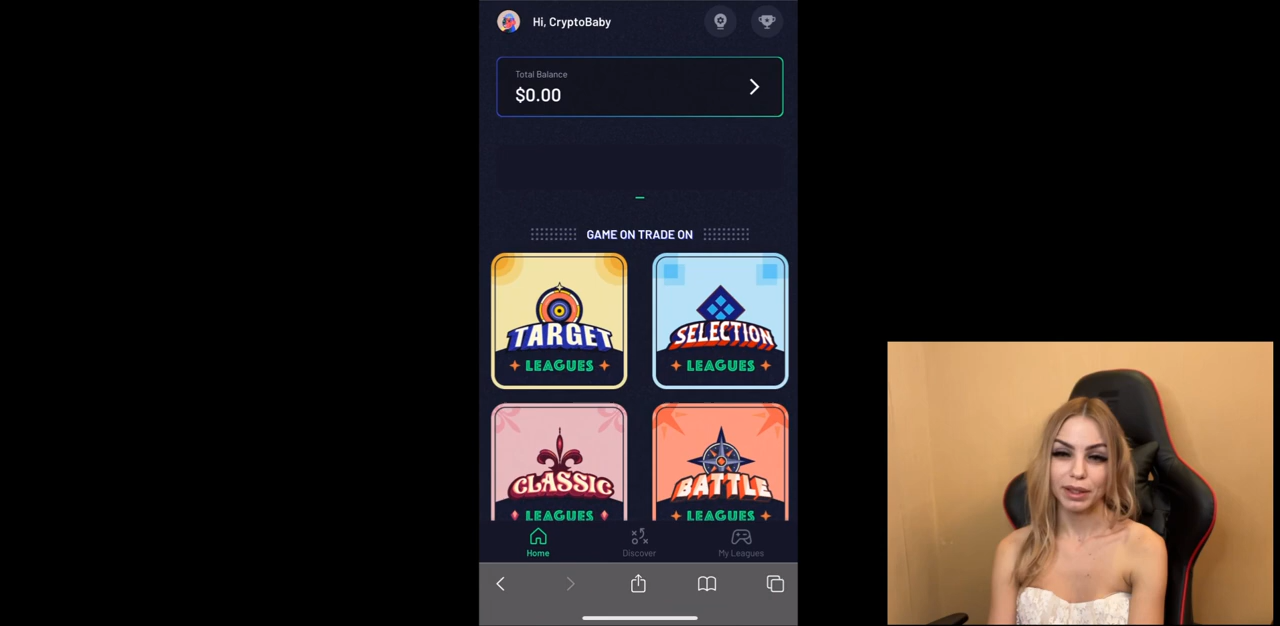 Hi, CryptoBaby
Total Balance
$0.00
GAME ON TRADE ON
TARGET
LEAGUES
SELECTION
LEAGUES
CLASSIC
LEAGUES
BATTLE
LEAGUES
Home
Discover
My Leagues